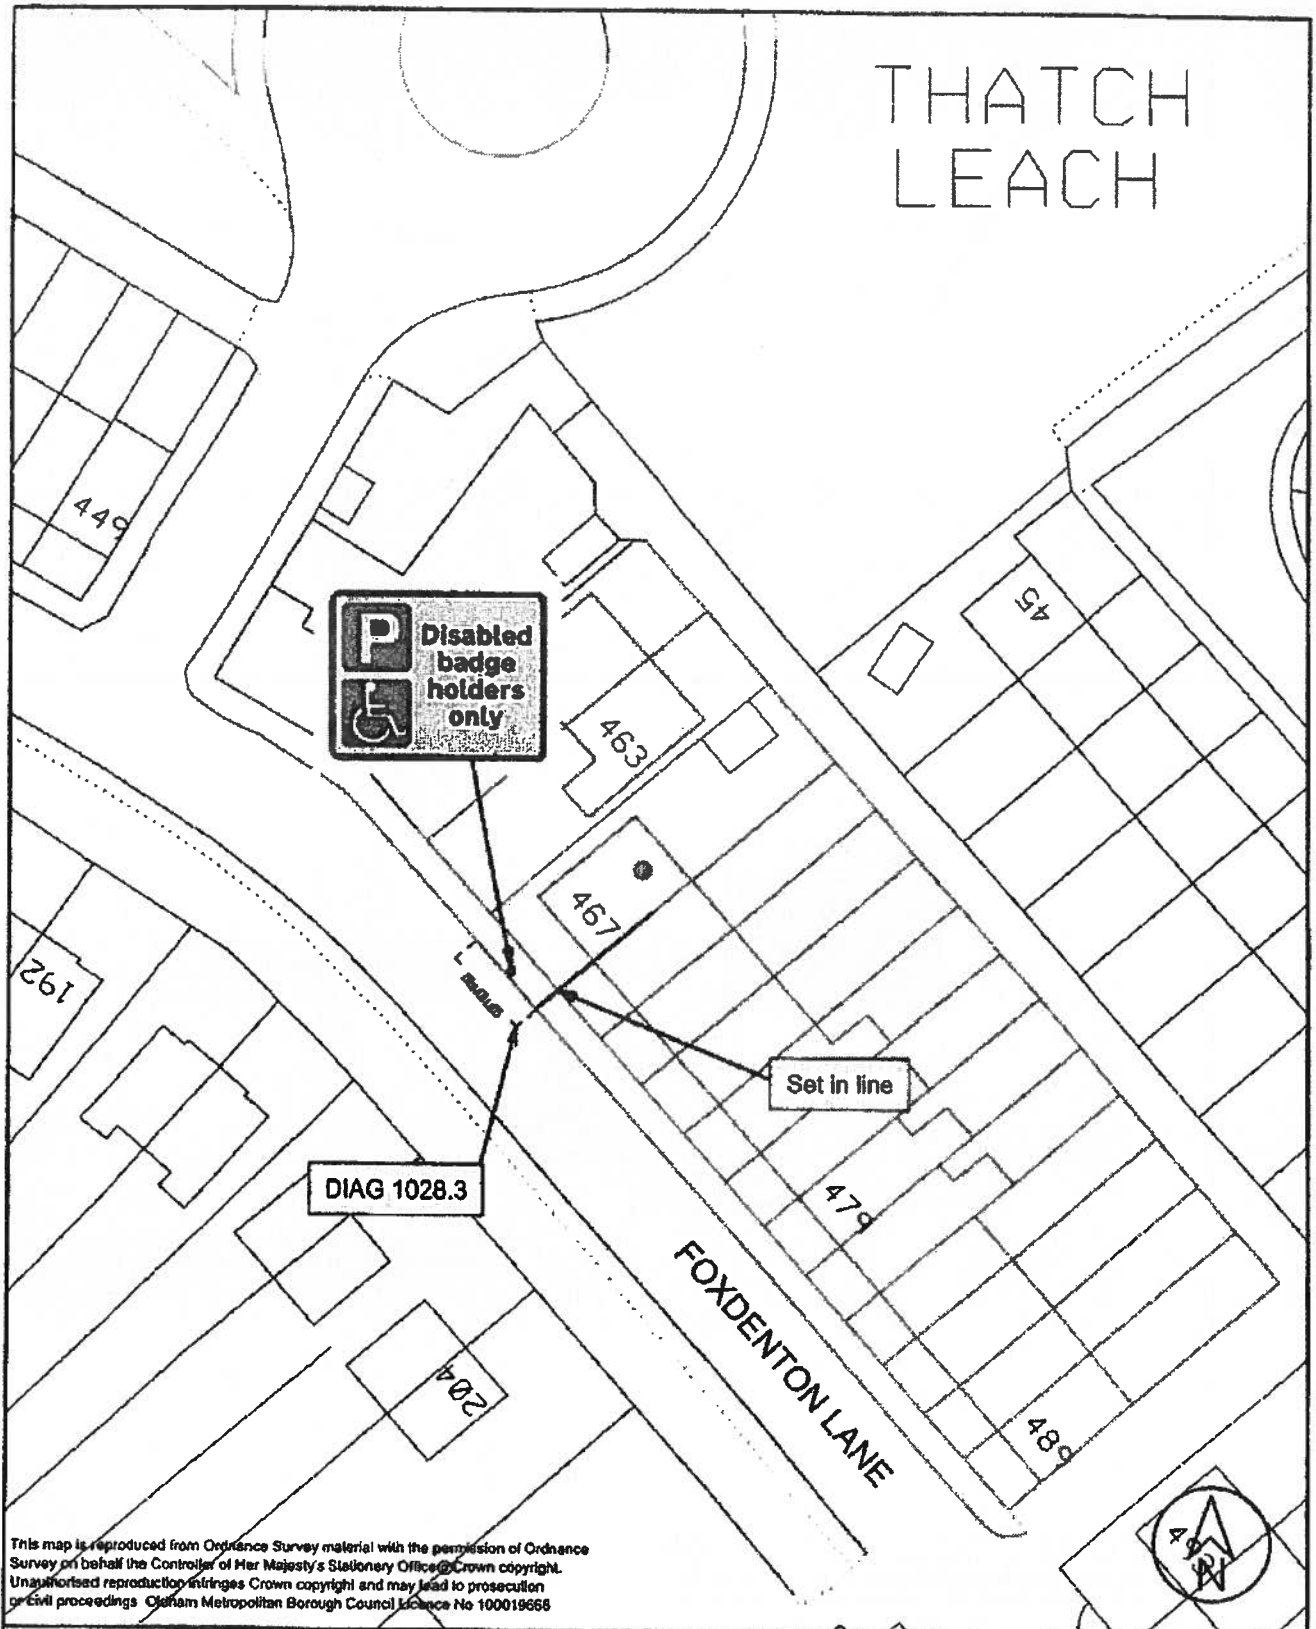 THATCH
LEACH
449
45
P Disabled
badge
holders
only
463
467
192
Set in line
DIAG 1028.3
479
FOXDENTON LANE
204
489
493
N
This map is reproduced from Ordnance Survey material with the permission of Ordnance
Survey on behalf the Controller of Her Majesty's Stationery Office@Crown copyright.
Unauthorised reproduction infringes Crown copyright and may lead to prosecution
or civil proceedings Oldham Metropolitan Borough Council Licence No 100019668